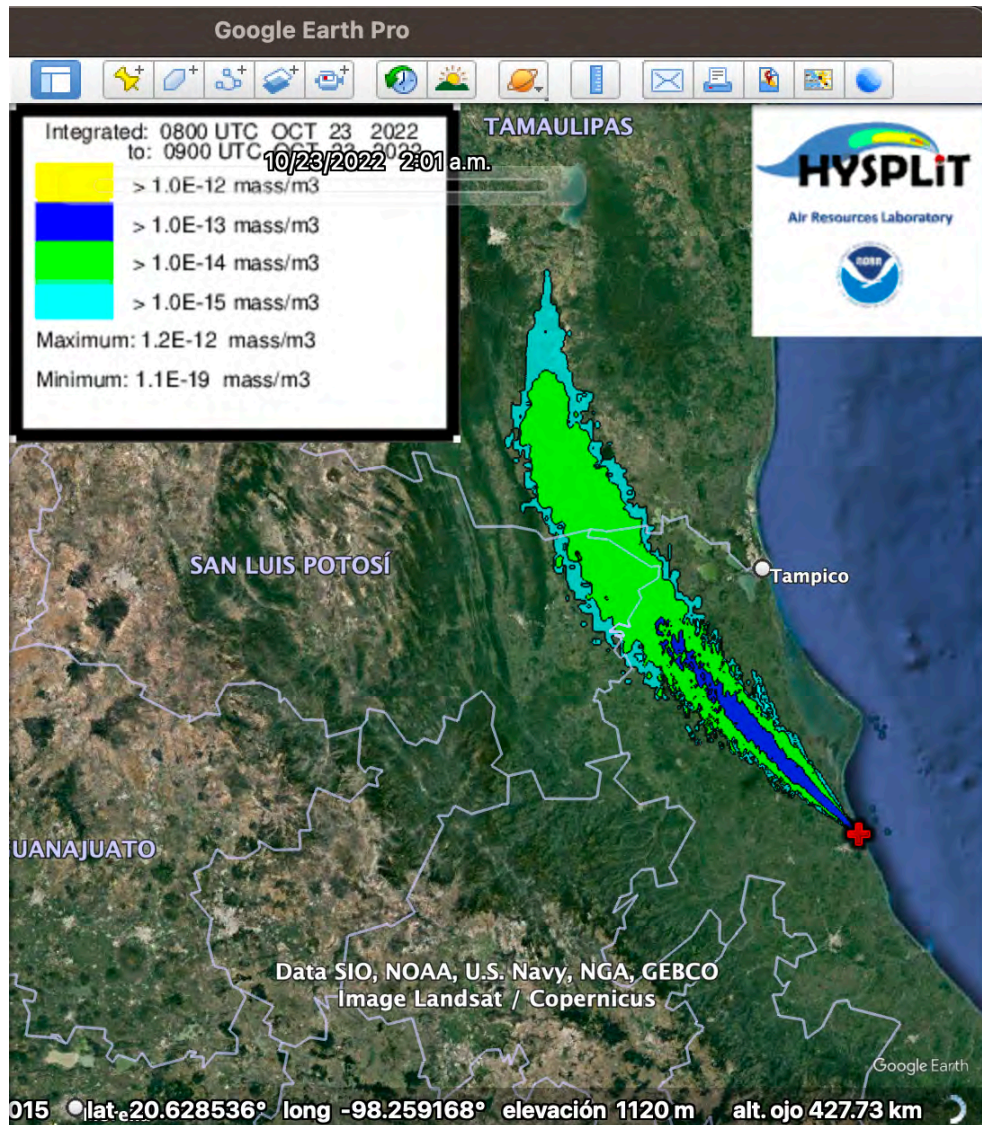 Google Earth Pro
Integrated: 0800 UTC OCT 23 2022
to: 0900 UTC OCT 23 2022
10/23/2022 2:01 a.m.
> 1.0E-12 mass/m3
> 1.0E-13 mass/m3
> 1.0E-14 mass/m3
> 1.0E-15 mass/m3
Maximum: 1.2E-12 mass/m3
Minimum: 1.1E-19 mass/m3
TAMAULIPAS
HYSPLiT
Air Resources Laboratory
NOAA
SAN LUIS POTOSÍ
Tampico
UANAJUATO
Data SIO, NOAA, U.S. Navy, NGA, GEBCO
Image Landsat / Copernicus
Google Earth
015 lat 20.628536° long -98.259168° elevación 1120 m alt. ojo 427.73 km